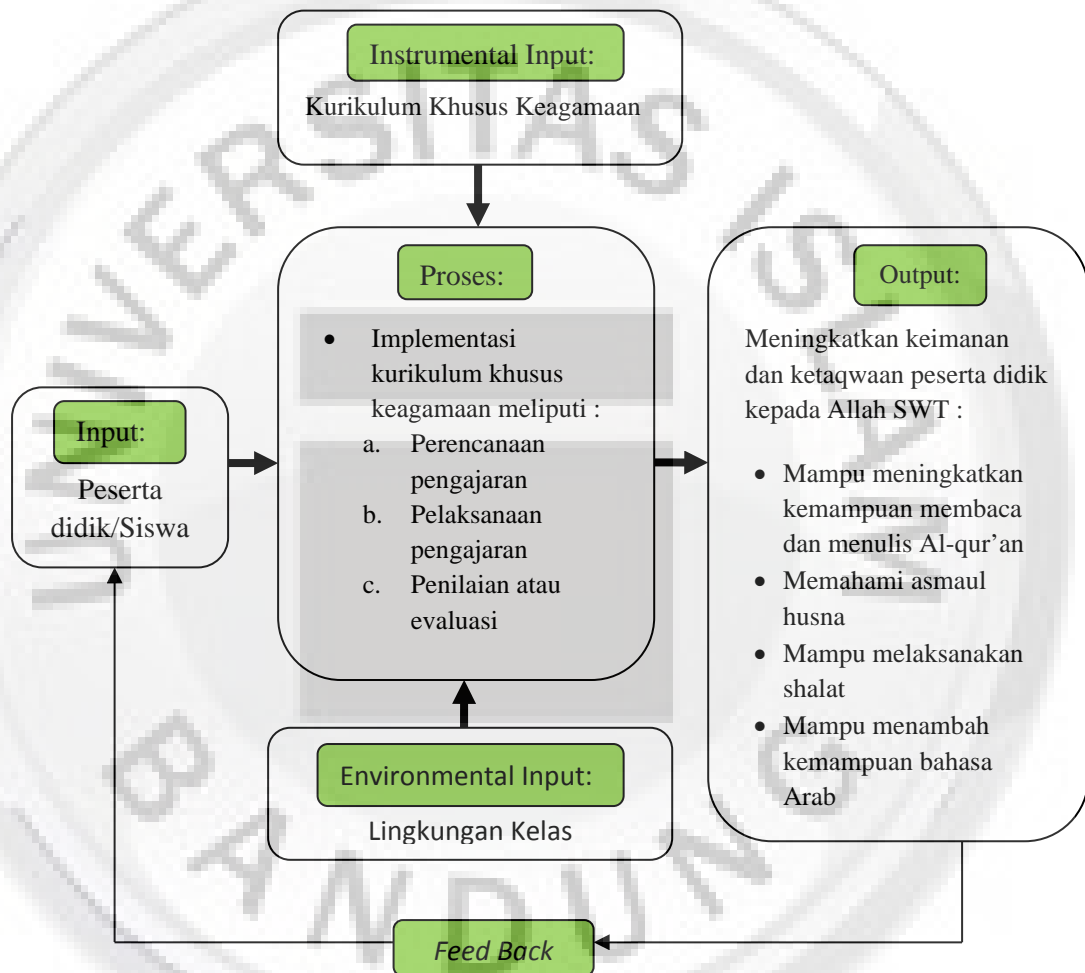 Instrumental Input:
Kurikulum Khusus Keagamaan
Proses:
• Implementasi
kurikulum khusus
keagamaan meliputi :
a. Perencanaan
pengajaran
b. Pelaksanaan
pengajaran
c. Penilaian atau
evaluasi
Output:
Meningkatkan keimanan
dan ketaqwaan peserta didik
kepada Allah SWT :
• Mampu meningkatkan
kemampuan membaca
dan menulis Al-qur’an
• Memahami asmaul
husna
• Mampu melaksanakan
shalat
• Mampu menambah
kemampuan bahasa
Arab
Input:
Peserta
didik/Siswa
Environmental Input:
Lingkungan Kelas
Feed Back
UNIVERSITAS ISLAM
BANDUNG